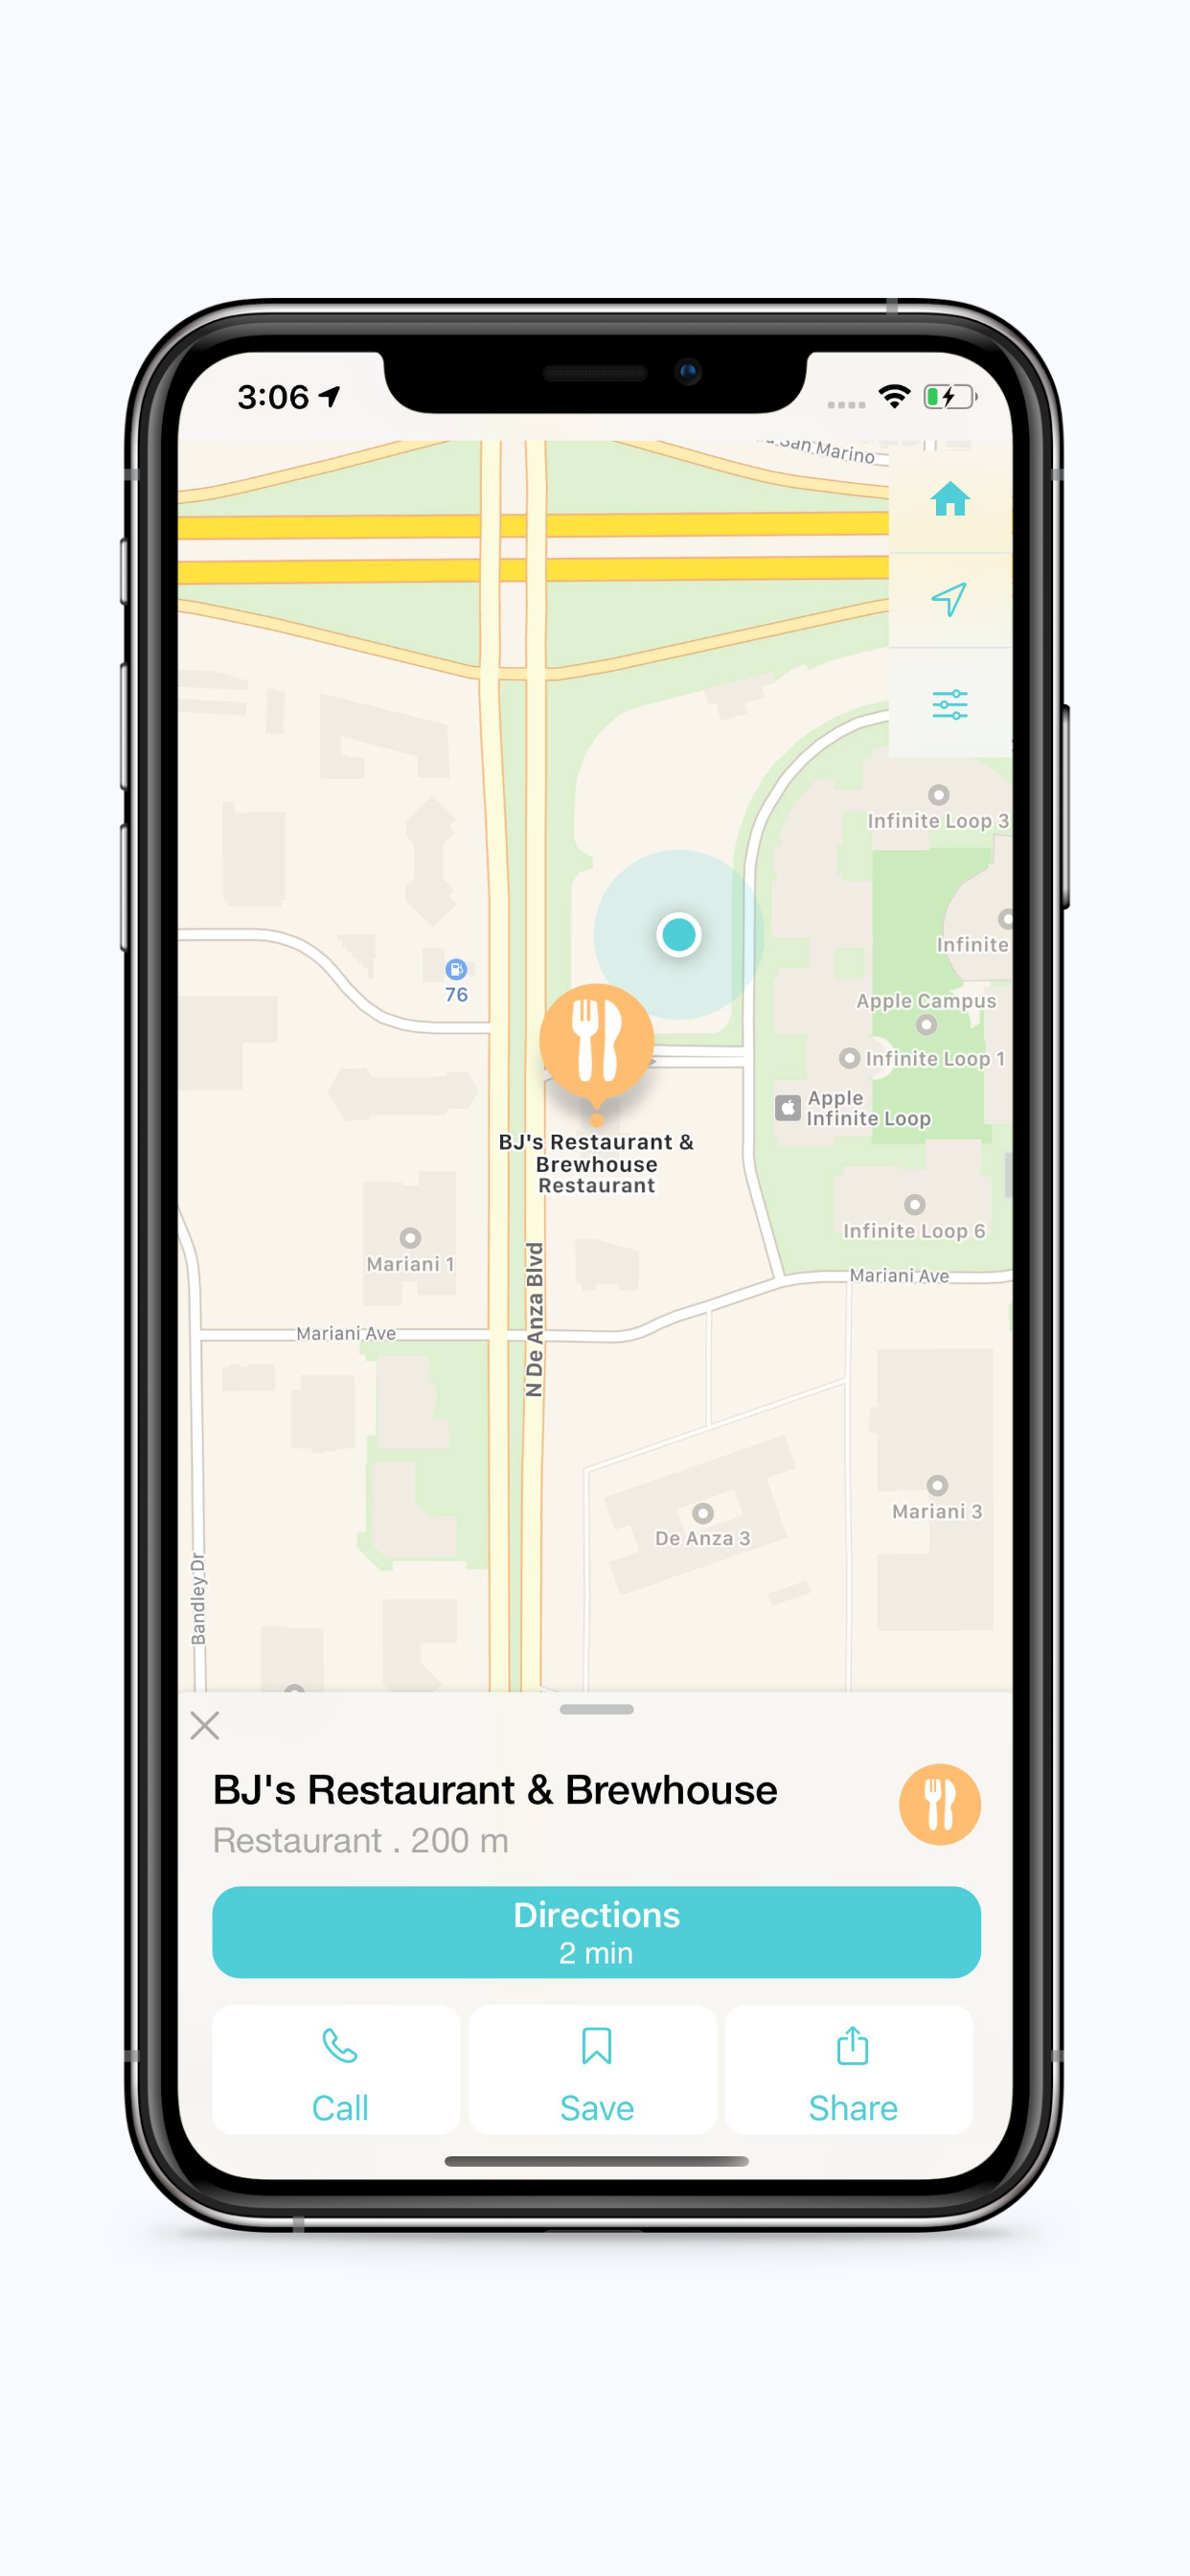 3:06
San Marino
Infinite Loop 3
Infinite
76
Apple Campus
Infinite Loop 1
Apple
Infinite Loop
BJ's Restaurant &
Brewhouse
Restaurant
Infinite Loop 6
Mariani 1
Mariani Ave
N De Anza Blvd
Mariani Ave
Mariani 3
De Anza 3
Bandley Dr
BJ's Restaurant & Brewhouse
Restaurant . 200 m
Directions
2 min
Call
Save
Share